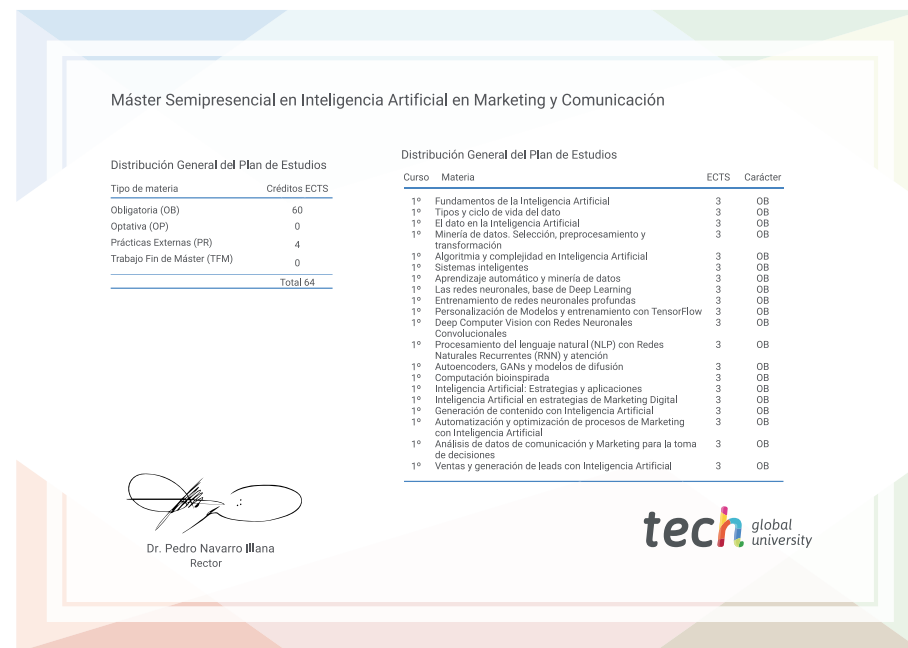 Máster Semipresencial en Inteligencia Artificial en Marketing y Comunicación
Distribución General del Plan de Estudios
Tipo de materia Créditos ECTS
Obligatoria (OB) 60
Optativa (OP) 0
Prácticas Externas (PR) 4
Trabajo Fin de Máster (TFM) 0
Total 64
Distribución General del Plan de Estudios
Curso Materia ECTS Carácter
1º Fundamentos de la Inteligencia Artificial 3 OB
1º Tipos y ciclo de vida del dato 3 OB
1º El dato en la Inteligencia Artificial 3 OB
1º Minería de datos. Selección, preprocesamiento y 3 OB
transformación
1º Algoritmia y complejidad en Inteligencia Artificial 3 OB
1º Sistemas inteligentes 3 OB
1º Aprendizaje automático y minería de datos 3 OB
1º Las redes neuronales, base de Deep Learning 3 OB
1º Entrenamiento de redes neuronales profundas 3 OB
1º Personalización de Modelos y entrenamiento con TensorFlow 3 OB
1º Deep Computer Vision con Redes Neuronales 3 OB
Convolucionales
1º Procesamiento del lenguaje natural (NLP) con Redes 3 OB
Naturales Recurrentes (RNN) y atención
1º Autoencoders, GANs y modelos de difusión 3 OB
1º Computación bioinspirada 3 OB
1º Inteligencia Artificial: Estrategias y aplicaciones 3 OB
1º Inteligencia Artificial en estrategias de Marketing Digital 3 OB
1º Generación de contenido con Inteligencia Artificial 3 OB
1º Automatización y optimización de procesos de Marketing 3 OB
con Inteligencia Artificial
1º Análisis de datos de comunicación y Marketing para la toma 3 OB
de decisiones
1º Ventas y generación de leads con Inteligencia Artificial 3 OB
Dr. Pedro Navarro Illana
Rector
tech global
university